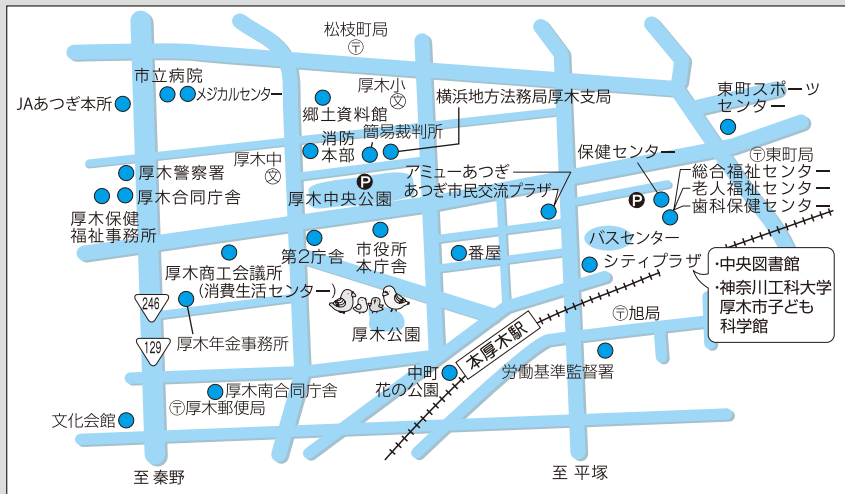 松枝町局
〒
市立病院
メジカルセンター
JAあつぎ本所
厚木小
文
郷土資料館
横浜地方法務局厚木支局
東町スポーツ
センター
消防
本部
簡易裁判所
厚木中
文
保健センター
〒東町局
総合福祉センター
老人福祉センター
歯科保健センター
厚木警察署
厚木合同庁舎
厚木保健
福祉事務所
P
厚木中央公園
アミューあつぎ
あつぎ市民交流プラザ
P
バスセンター
第2庁舎
市役所
本庁舎
番屋
シティプラザ
・中央図書館
・神奈川工科大学
厚木市子ども
科学館
厚木商工会議所
(消費生活センター)
246
129
厚木年金事務所
厚木公園
本厚木駅
〒旭局
中町
花の公園
労働基準監督署
厚木南合同庁舎
〒厚木郵便局
文化会館
至 秦野
至 平塚